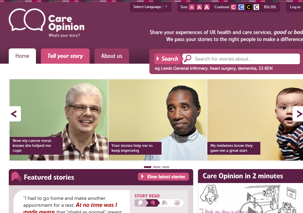 Select Language
Size A A A A
Contrast C C C C
BSL/ISL
Log in
Care
Opinion
What's your story?
Share your experiences of UK health and care services, good or bad
We pass your stories to the right people to make a difference
Home
Tell your story
About us
Search
Search for stories about...
eg Leeds General Infirmary, heart surgery, dementia, S3 8EN
Now my cancer nurse knows she helped me cope
Your stories help me to keep improving
My midwives know they gave me a great start
Featured stories
View latest stories
Care Opinion in 2 minutes
"I had to go home and make another
appointment for a test. At no time was I
made aware that "shield as normal" meant
STORY READ